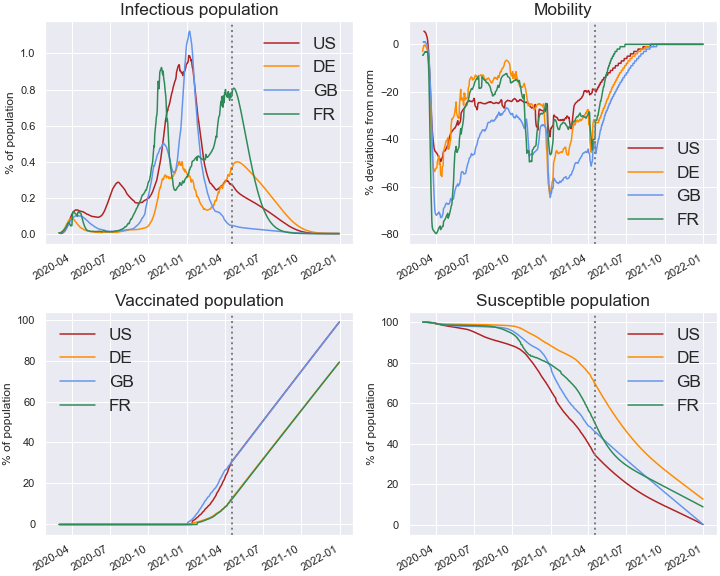 Infectious population
% of population
1.0
0.8
0.6
0.4
0.2
0.0
US
DE
GB
FR
2020-04
2020-07
2020-10
2021-01
2021-04
2021-07
2021-10
2022-01
Mobility
% deviations from norm
0
−20
−40
−60
−80
US
DE
GB
FR
2020-04
2020-07
2020-10
2021-01
2021-04
2021-07
2021-10
2022-01
Vaccinated population
% of population
100
80
60
40
20
0
US
DE
GB
FR
2020-04
2020-07
2020-10
2021-01
2021-04
2021-07
2021-10
2022-01
Susceptible population
% of population
100
80
60
40
20
0
US
DE
GB
FR
2020-04
2020-07
2020-10
2021-01
2021-04
2021-07
2021-10
2022-01